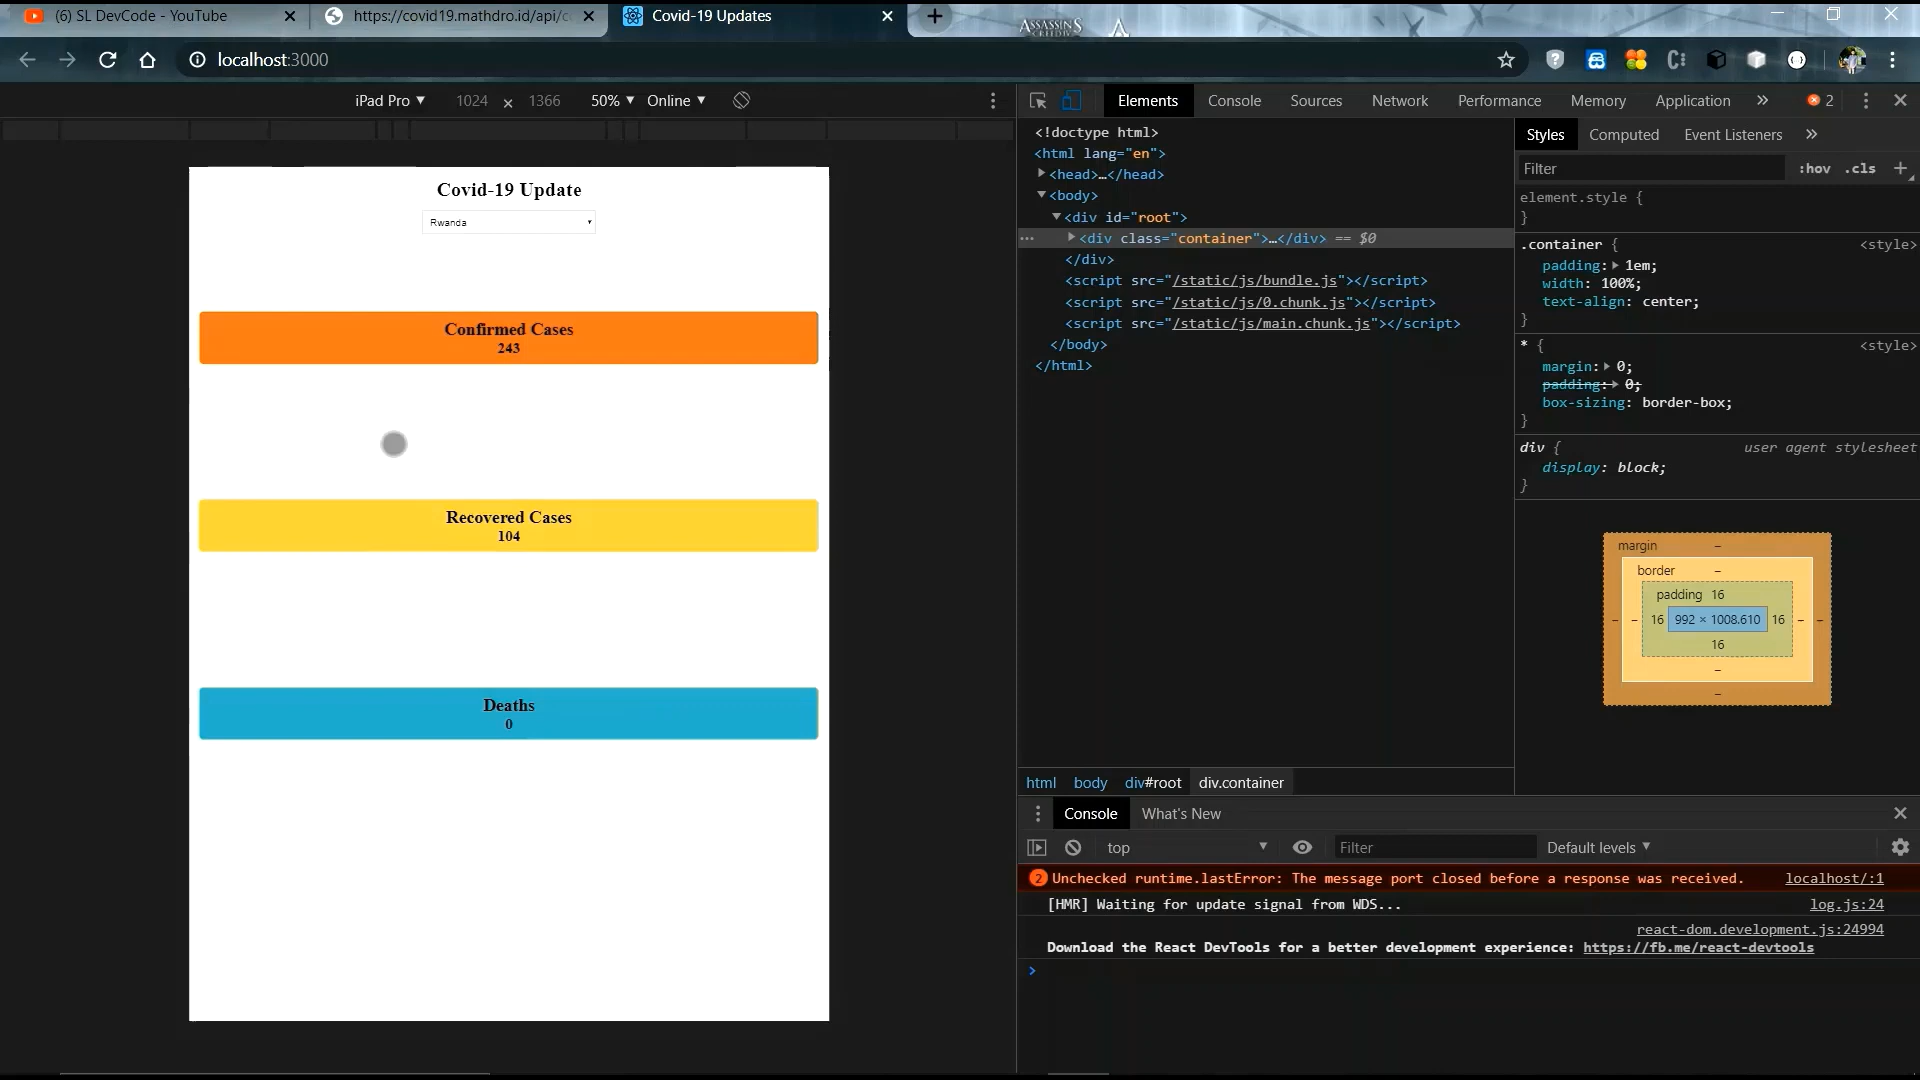 (6) SL DevCode - YouTube
https://covid19.mathdro.id/api/c
Covid-19 Updates
ASSASSIN'S
localhost:3000
iPad Pro
1024 × 1366
50%
Online
Covid-19 Update
Rwanda
Confirmed Cases
243
Recovered Cases
104
Deaths
0
Elements
Console
Sources
Network
Performance
Memory
Application
2
<!doctype html>
<html lang="en">
<head>…</head>
<body>
<div id="root">
<div class="container">…</div> == $0
</div>
<script src="/static/js/bundle.js"></script>
<script src="/static/js/0.chunk.js"></script>
<script src="/static/js/main.chunk.js"></script>
</body>
</html>
html
body
div#root
div.container
Styles
Computed
Event Listeners
Filter
:hov
.cls
element.style {
}
.container {
<style>
padding: 1em;
width: 100%;
text-align: center;
}
* {
<style>
margin: 0;
padding: 0;
box-sizing: border-box;
}
div {
user agent stylesheet
display: block;
}
margin
–
border
–
padding 16
– – 16 992 × 1008.610 16 – –
16
–
–
Console
What's New
top
Filter
Default levels
2 Unchecked runtime.lastError: The message port closed before a response was received.
localhost/:1
[HMR] Waiting for update signal from WDS...
log.js:24
react-dom.development.js:24994
Download the React DevTools for a better development experience: https://fb.me/react-devtools